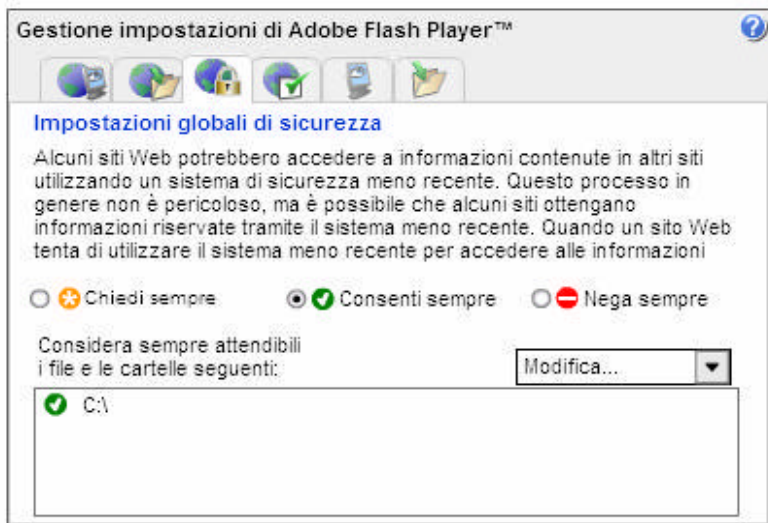 Gestione impostazioni di Adobe Flash Player™
?
Impostazioni globali di sicurezza
Alcuni siti Web potrebbero accedere a informazioni contenute in altri siti
utilizzando un sistema di sicurezza meno recente. Questo processo in
genere non è pericoloso, ma è possibile che alcuni siti ottengano
informazioni riservate tramite il sistema meno recente. Quando un sito Web
tenta di utilizzare il sistema meno recente per accedere alle informazioni
Chiedi sempre Consenti sempre Nega sempre
Considera sempre attendibili
i file e le cartelle seguenti:
Modifica...
C:\